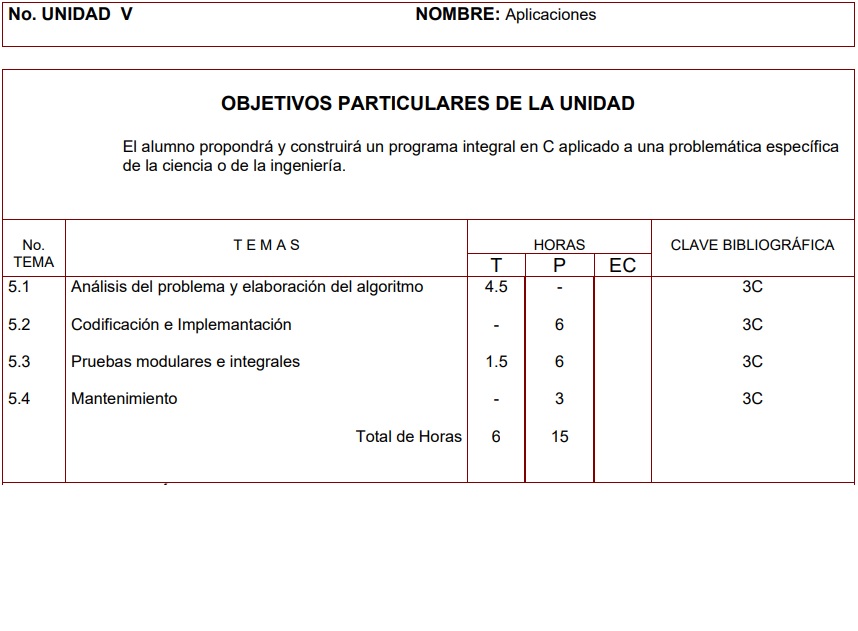 No. UNIDAD  V NOMBRE: Aplicaciones
OBJETIVOS PARTICULARES DE LA UNIDAD
El alumno propondrá y construirá un programa integral en C aplicado a una problemática específica
de la ciencia o de la ingeniería.
No. TEMA T E M A S HORAS CLAVE BIBLIOGRÁFICA
T P EC
5.1 Análisis del problema y elaboración del algoritmo 4.5 - 3C
5.2 Codificación e Implemantación - 6 3C
5.3 Pruebas modulares e integrales 1.5 6 3C
5.4 Mantenimiento - 3 3C
Total de Horas 6 15